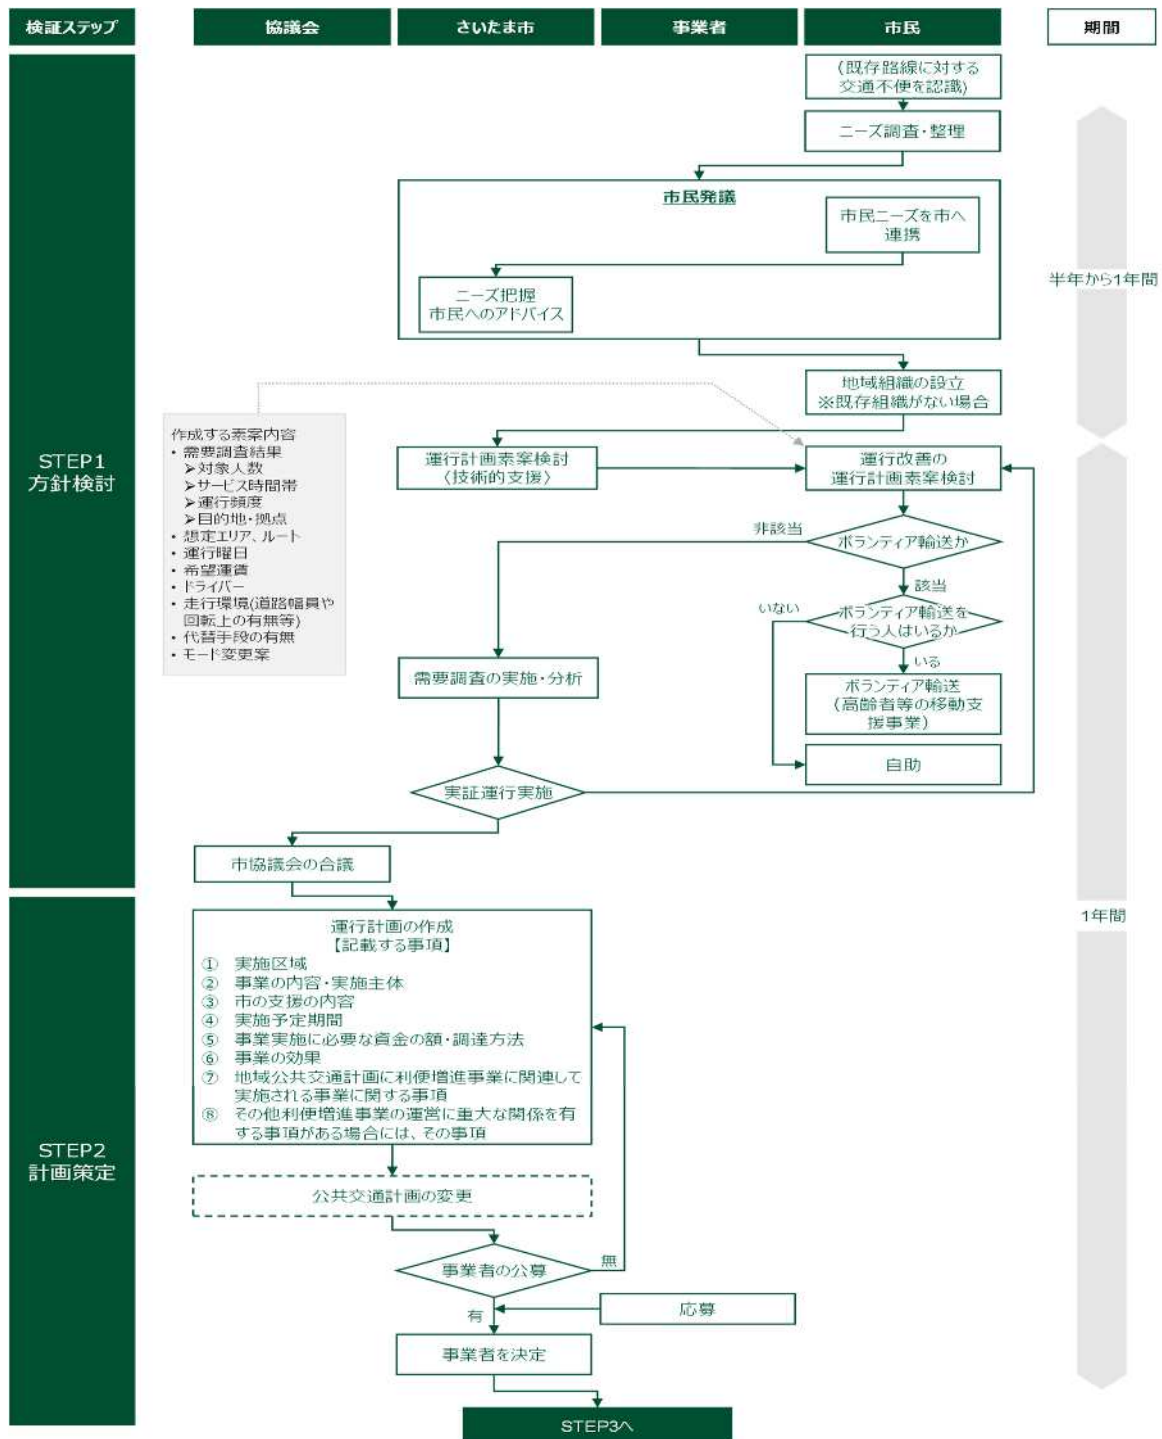 検証ステップ
協議会
さいたま市
事業者
市民
期間
STEP1
方針検討
(既存路線に対する
交通不便を認識)
ニーズ調査・整理
市民発議
市民ニーズを市へ
連携
ニーズ把握
市民へのアドバイス
半年から1年間
地域組織の設立
※既存組織がない場合
作成する素案内容
• 需要調査結果
➢対象人数
➢サービス時間帯
➢運行頻度
➢目的地・拠点
• 想定エリア、ルート
• 運行曜日
• 希望運賃
• ドライバー
• 走行環境(道路幅員や
回転上の有無等)
• 代替手段の有無
• モード変更案
運行計画素案検討
〈技術的支援〉
運行改善の
運行計画素案検討
非該当
ボランティア輸送か
該当
いない
ボランティア輸送を
行う人はいるか
いる
需要調査の実施・分析
ボランティア輸送
(高齢者等の移動支
援事業)
自助
実証運行実施
市協議会の合議
1年間
STEP2
計画策定
運行計画の作成
【記載する事項】
① 実施区域
② 事業の内容・実施主体
③ 市の支援の内容
④ 実施予定期間
⑤ 事業実施に必要な資金の額・調達方法
⑥ 事業の効果
⑦ 地域公共交通計画に利便増進事業に関連して
実施される事業に関する事項
⑧ その他利便増進事業の運営に重大な関係を有
する事項がある場合には、その事項
公共交通計画の変更
事業者の公募
無
有
応募
事業者を決定
STEP3へ